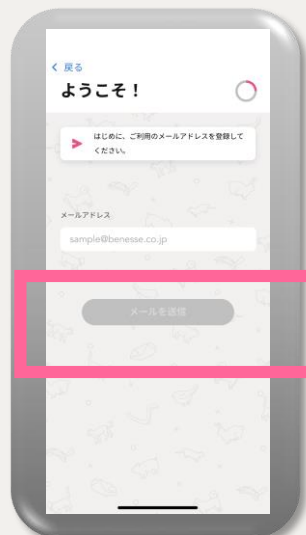 戻る
ようこそ！
はじめに、ご利用のメールアドレスを登録して
ください。
メールアドレス
sample@benesse.co.jp
メールを送信